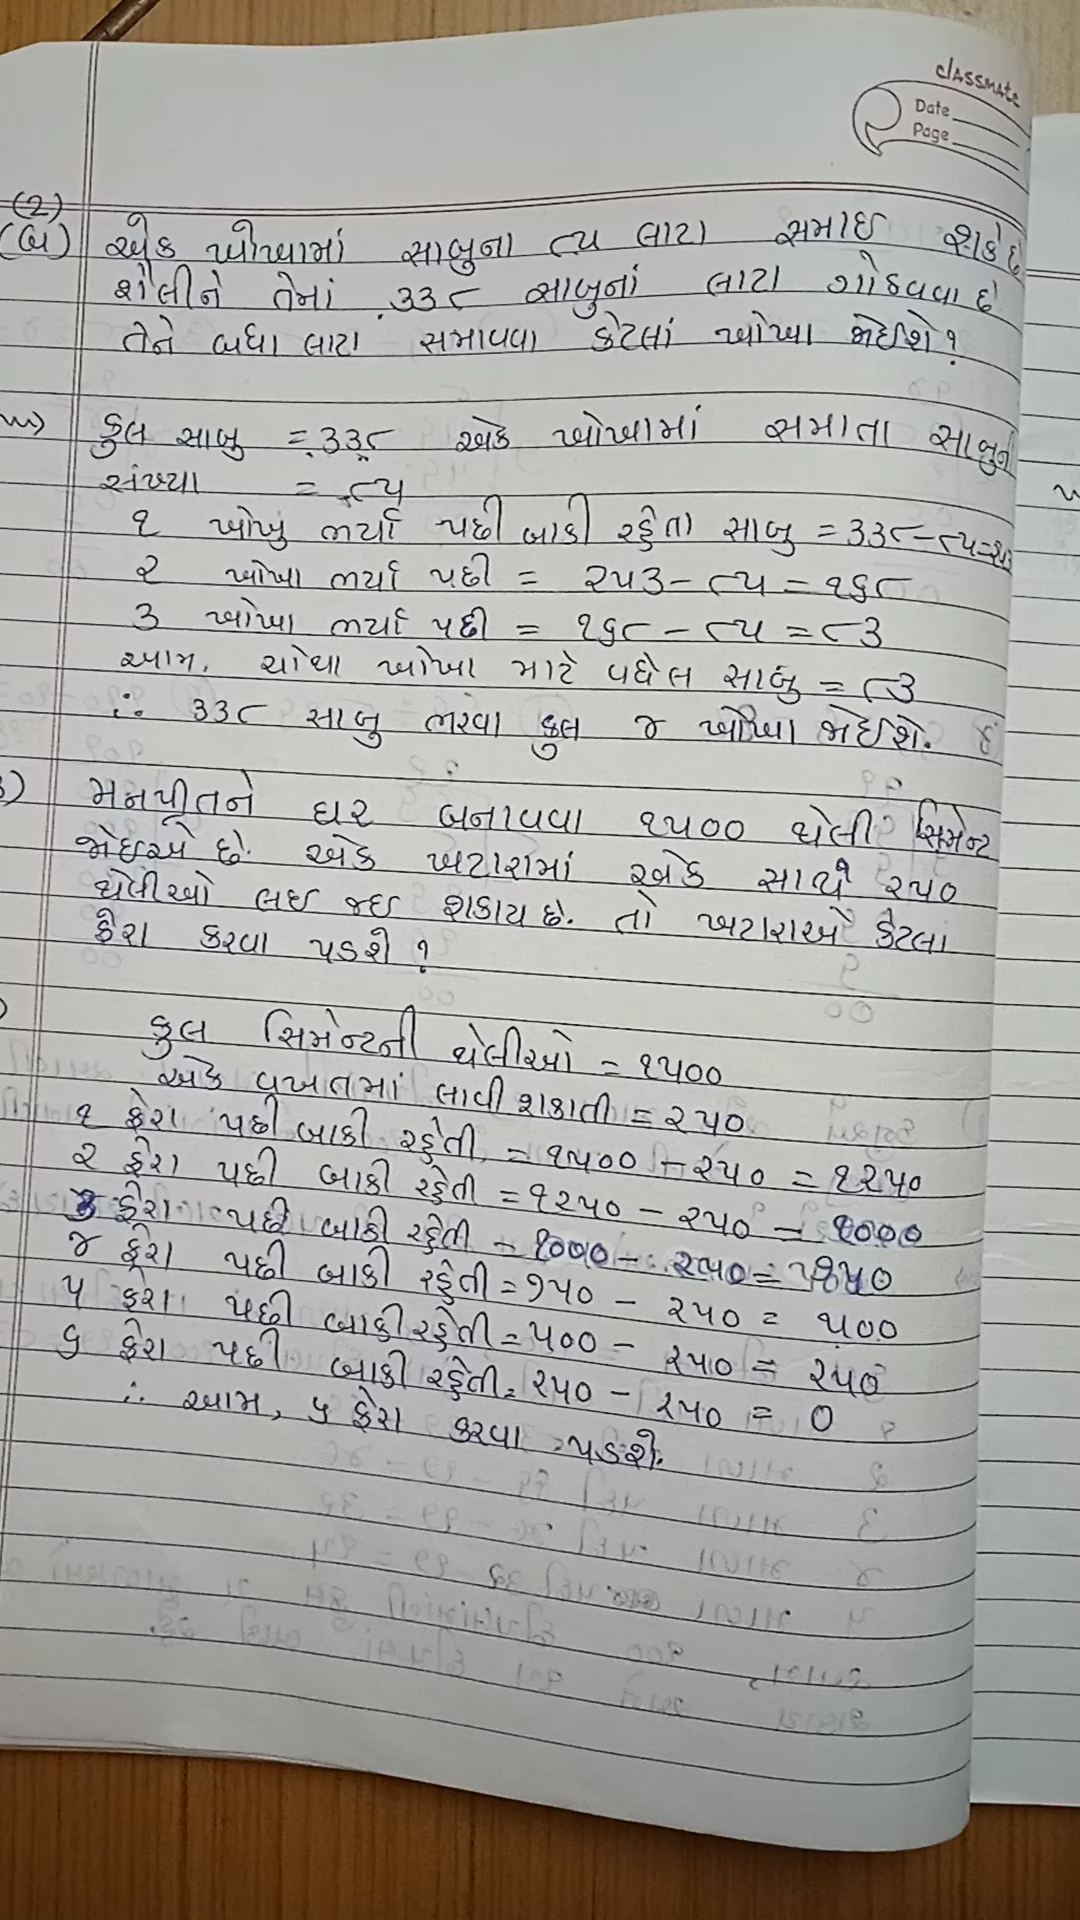 classmate
Date
Page
(2)
(બ) એક ખોખામાં સાબુના ૮૫ લાટા સમાઇ શકે છે
શૈલીને તેમાં ૩૩૮ સાબુનાં લાટા ગોઠવવા છે
તેને બધા લાટા સમાવવા કેટલાં ખોખા જોઈશે?
કુલ સાબુ = ૩૩૮ એક ખોખામાં સમાતા સાબુની
સંખ્યા = ૮૫
૧ ખોખુ ભર્યા પછી બાકી રહેતા સાબુ = ૩૩૮-૮૫=૨૫૩
૨ ખોખા ભર્યા પછી = ૨૫૩-૮૫=૧૬૮
૩ ખોખા ભર્યા પછી = ૧૬૮-૮૫=૮૩
આમ, ચોથા ખોખા માટે વધેલ સાબુ = ૮૩
∴ ૩૩૮ સાબુ ભરવા કુલ ૪ ખોખા જોઈશે.
મનપ્રીતને ઘર બનાવવા ૧૫૦૦ થેલી સિમેન્ટ
જોઇએ છે. એક ખટારામાં એક સાથે ૨૫૦
થેલીઓ લઇ જઇ શકાય છે. તો ખટારાએ કેટલા
ફેરા કરવા પડશે?
કુલ સિમેન્ટની થેલીઓ = ૧૫૦૦
એક વખતમાં લાવી શકાતી = ૨૫૦
૧ ફેરા પછી બાકી રહેતી = ૧૫૦૦ - ૨૫૦ = ૧૨૫૦
૨ ફેરા પછી બાકી રહેતી = ૧૨૫૦ - ૨૫૦ = ૧૦૦૦
૩ ફેરા પછી બાકી રહેતી = ૧૦૦૦ - ૨૫૦ = ૭૫૦
૪ ફેરા પછી બાકી રહેતી = ૭૫૦ - ૨૫૦ = ૫૦૦
૫ ફેરા પછી બાકી રહેતી = ૫૦૦ - ૨૫૦ = ૨૫૦
૬ ફેરા પછી બાકી રહેતી = ૨૫૦ - ૨૫૦ = ૦
∴ આમ, ૬ ફેરા કરવા પડશે.